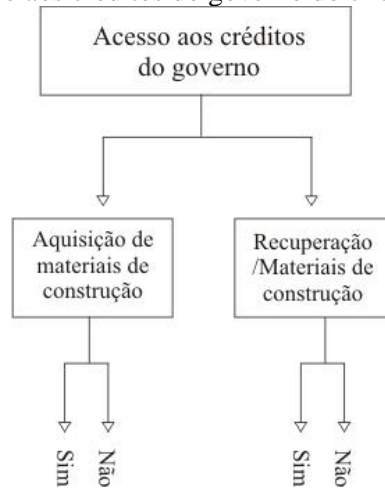 Acesso aos créditos
do governo
Aquisição de
materiais de
construção
Recuperação
/Materiais de
construção
Sim
Não
Sim
Não